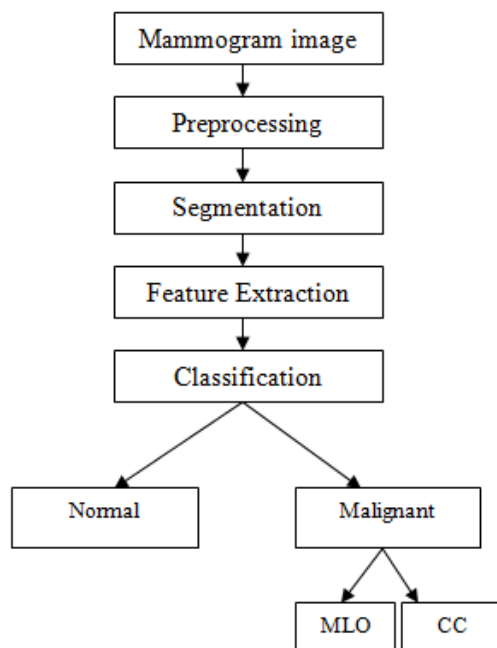 Mammogram image
Preprocessing
Segmentation
Feature Extraction
Classification
Normal
Malignant
MLO
CC